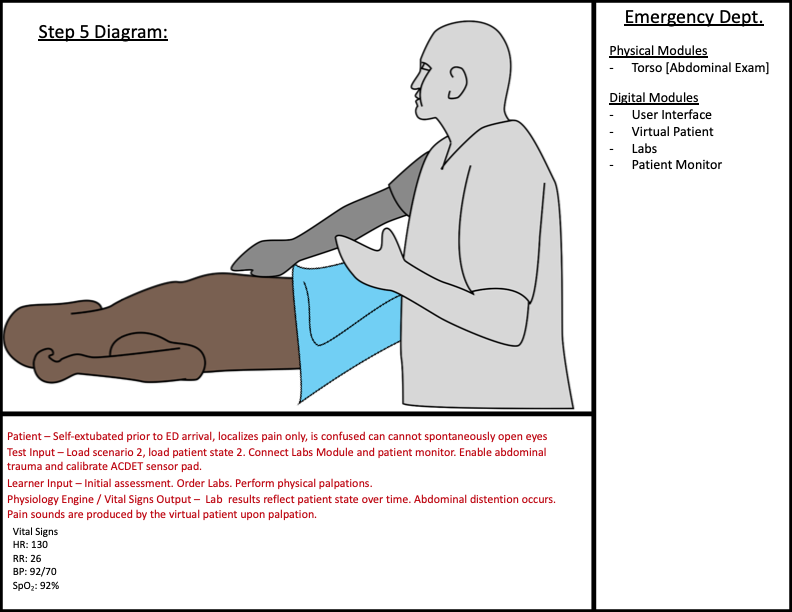 Step 5 Diagram:
Emergency Dept.
Physical Modules
- Torso [Abdominal Exam]
Digital Modules
- User Interface
- Virtual Patient
- Labs
- Patient Monitor
Patient – Self-extubated prior to ED arrival, localizes pain only, is confused can cannot spontaneously open eyes
Test Input – Load scenario 2, load patient state 2. Connect Labs Module and patient monitor. Enable abdominal
trauma and calibrate ACDET sensor pad.
Learner Input – Initial assessment. Order Labs. Perform physical palpations.
Physiology Engine / Vital Signs Output – Lab results reflect patient state over time. Abdominal distention occurs.
Pain sounds are produced by the virtual patient upon palpation.
Vital Signs
HR: 130
RR: 26
BP: 92/70
SpO₂: 92%